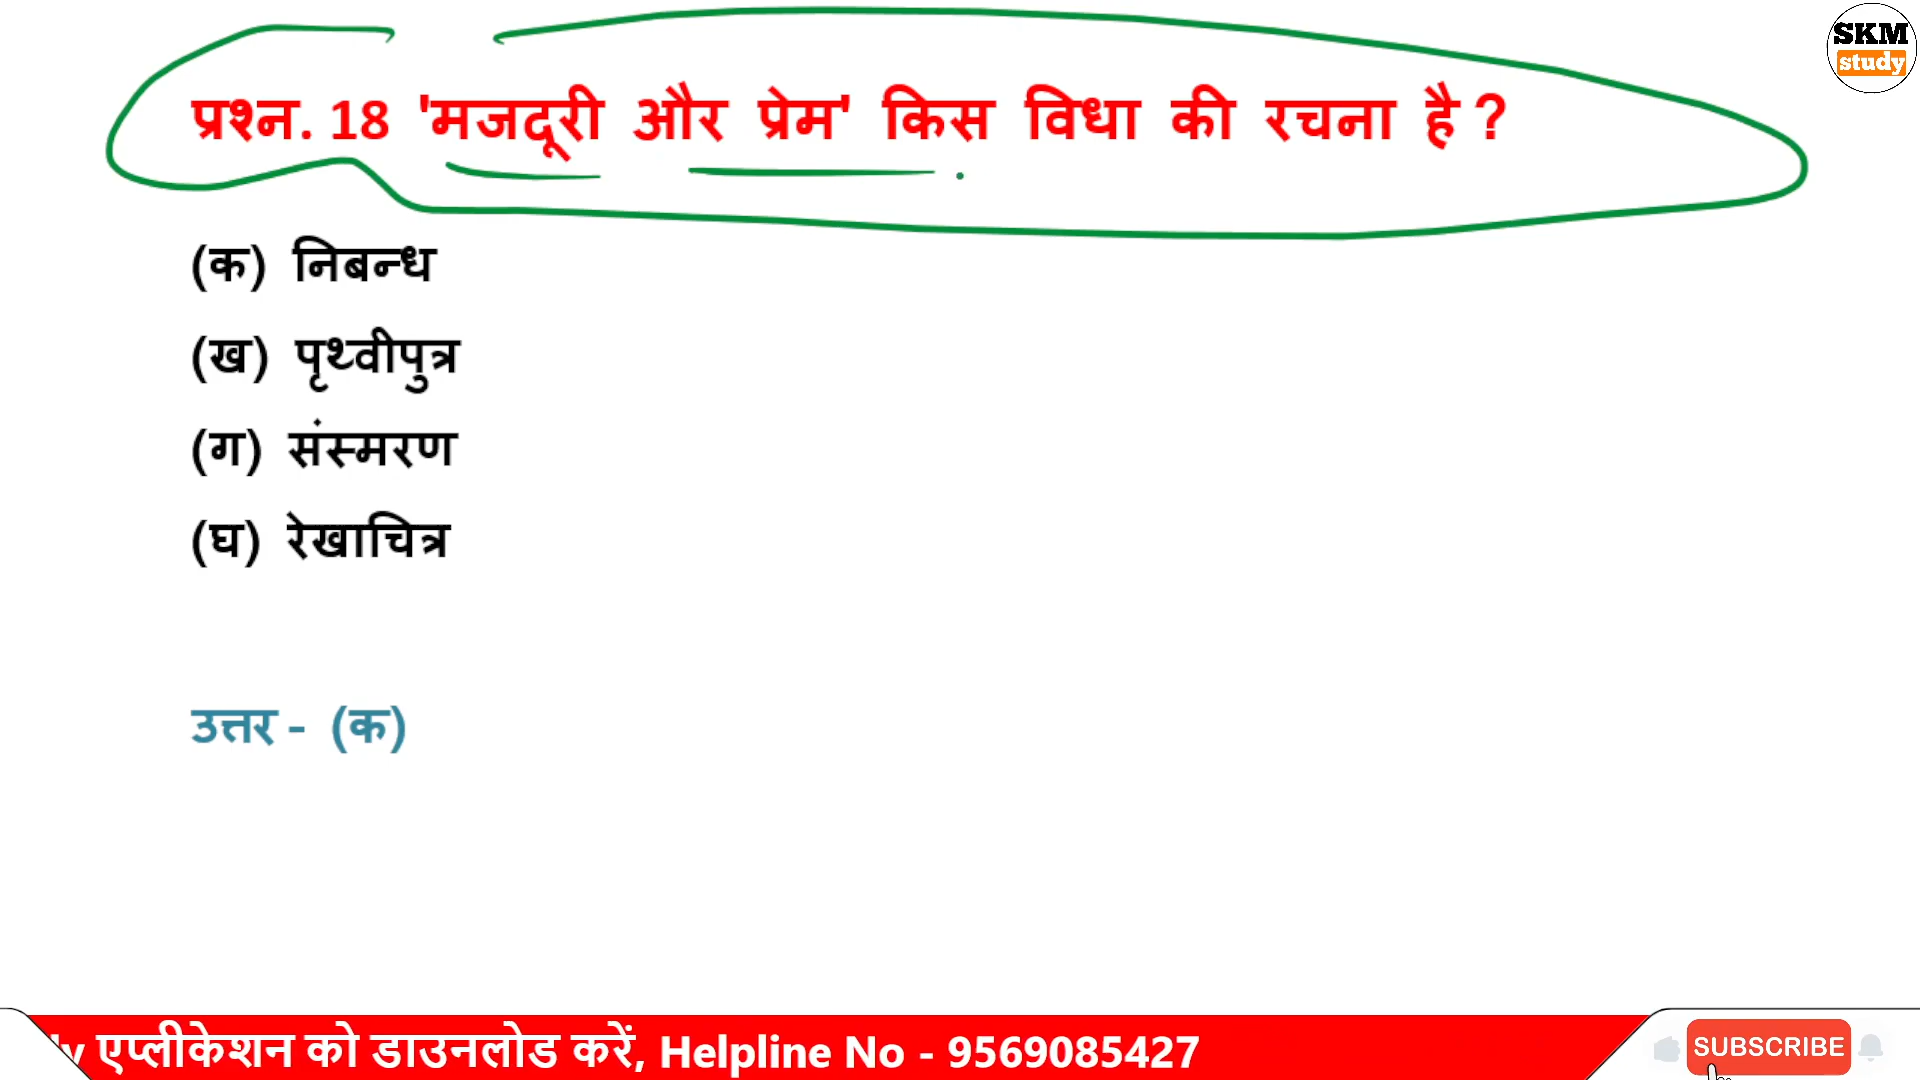 SKM
study
प्रश्न. 18 'मजदूरी और प्रेम' किस विधा की रचना है ?
(क) निबन्ध
(ख) पृथ्वीपुत्र
(ग) संस्मरण
(घ) रेखाचित्र
उत्तर - (क)
एप्लीकेशन को डाउनलोड करें, Helpline No - 9569085427
SUBSCRIBE